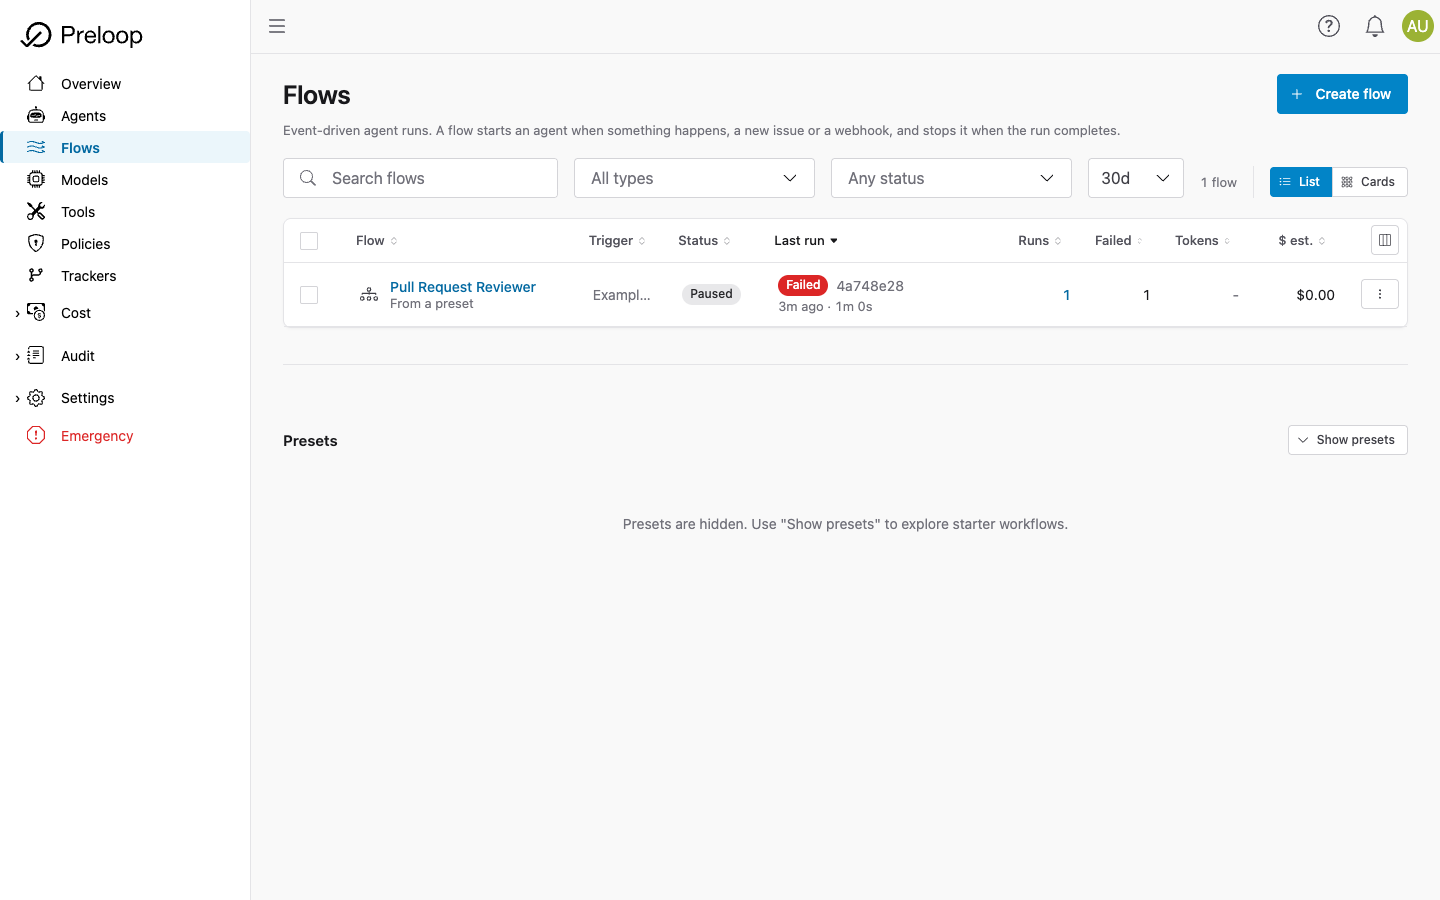 Preloop
AU
Overview
Agents
Flows
Models
Tools
Policies
Trackers
Cost
Audit
Settings
Emergency
Flows
Create flow
Event-driven agent runs. A flow starts an agent when something happens, a new issue or a webhook, and stops it when the run completes.
Search flows
All types
Any status
30d
1 flow
List
Cards
Flow
Trigger
Status
Last run
Runs
Failed
Tokens
$ est.
Pull Request Reviewer
From a preset
Exampl...
Paused
Failed 4a748e28
3m ago · 1m 0s
1
1
-
$0.00
Presets
Show presets
Presets are hidden. Use "Show presets" to explore starter workflows.